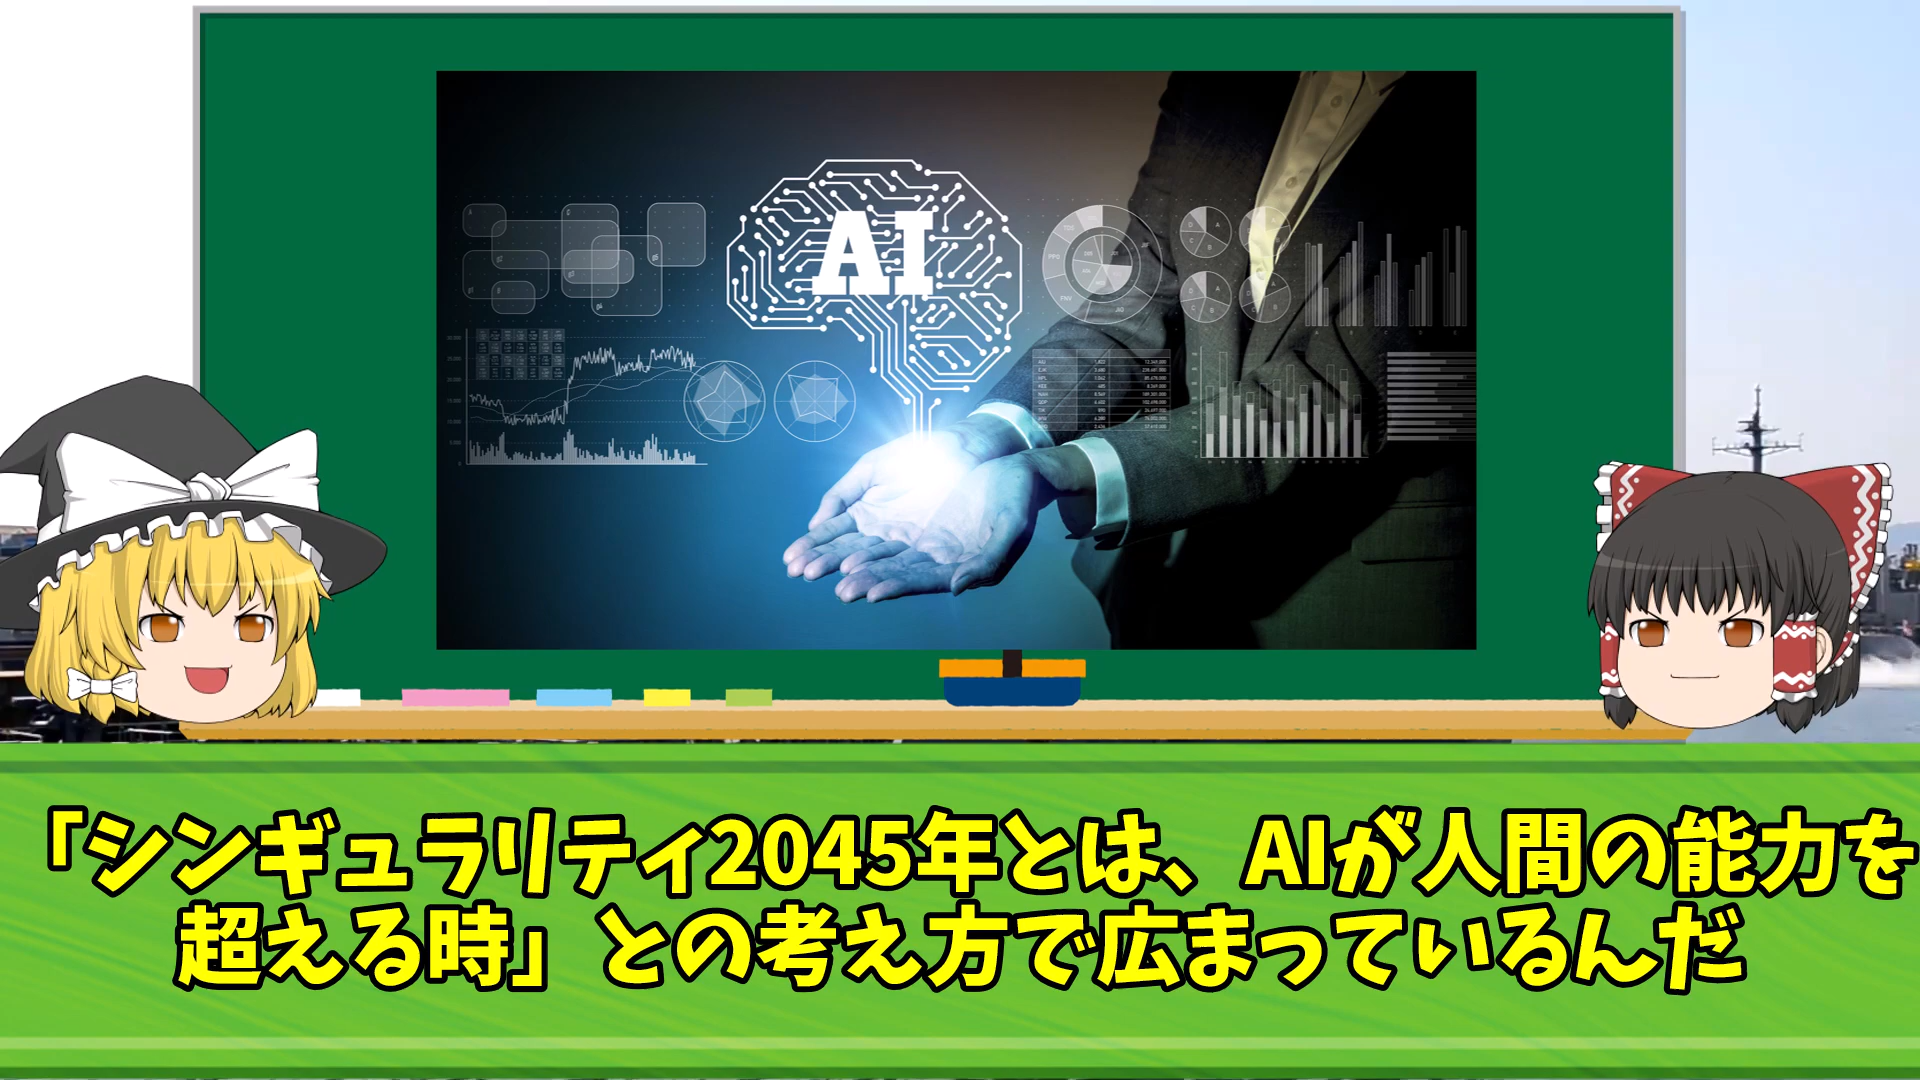 AI
「シンギュラリティ2045年とは、AIが人間の能力を
超える時」との考え方で広まっているんだ